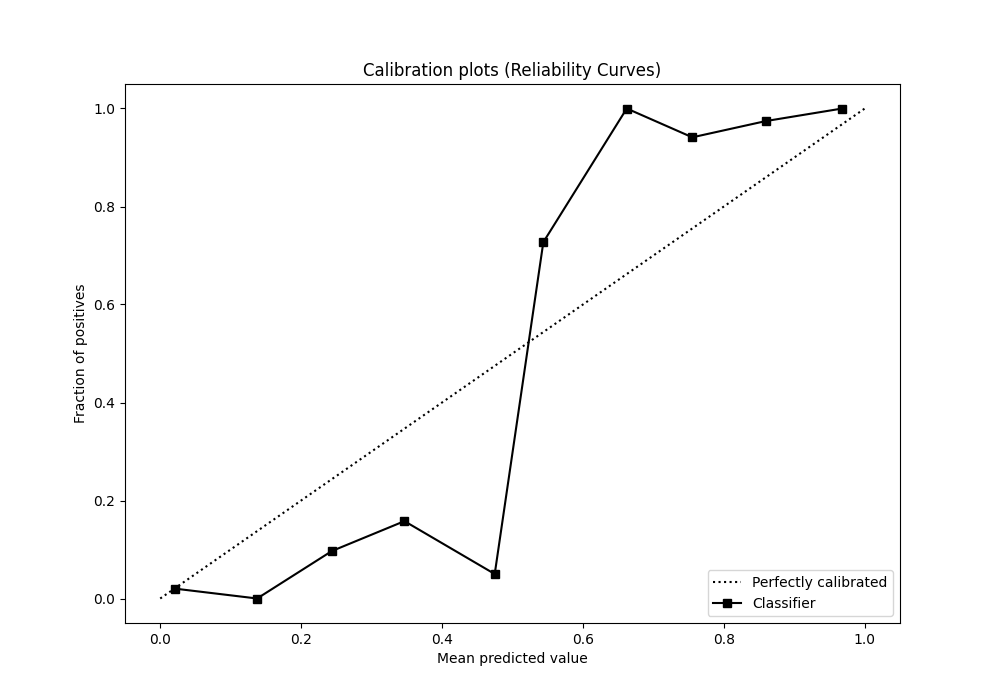 Calibration plots (Reliability Curves)
1.0
0.8
0.6
0.4
0.2
0.0
Fraction of positives
0.0 0.2 0.4 0.6 0.8 1.0
Mean predicted value
Perfectly calibrated
Classifier